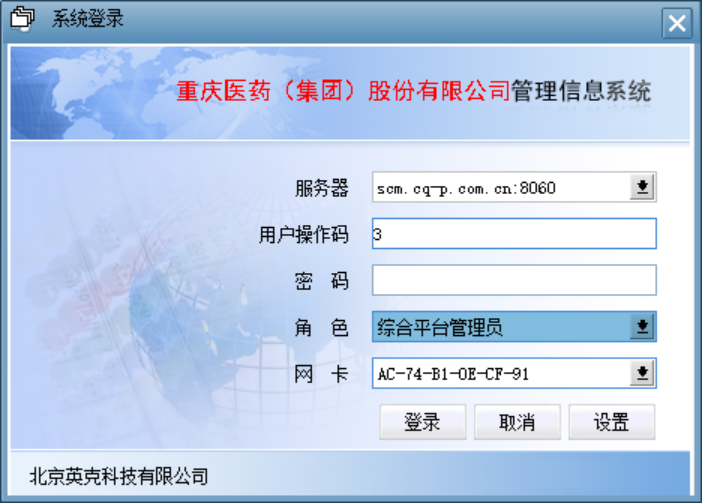 系统登录
重庆医药（集团）股份有限公司管理信息系统
服务器 scm.cq-p.com.cn:8060
用户操作码 3
密 码
角 色 综合平台管理员
网 卡 AC-74-B1-0E-CF-91
登录 取消 设置
北京英克科技有限公司